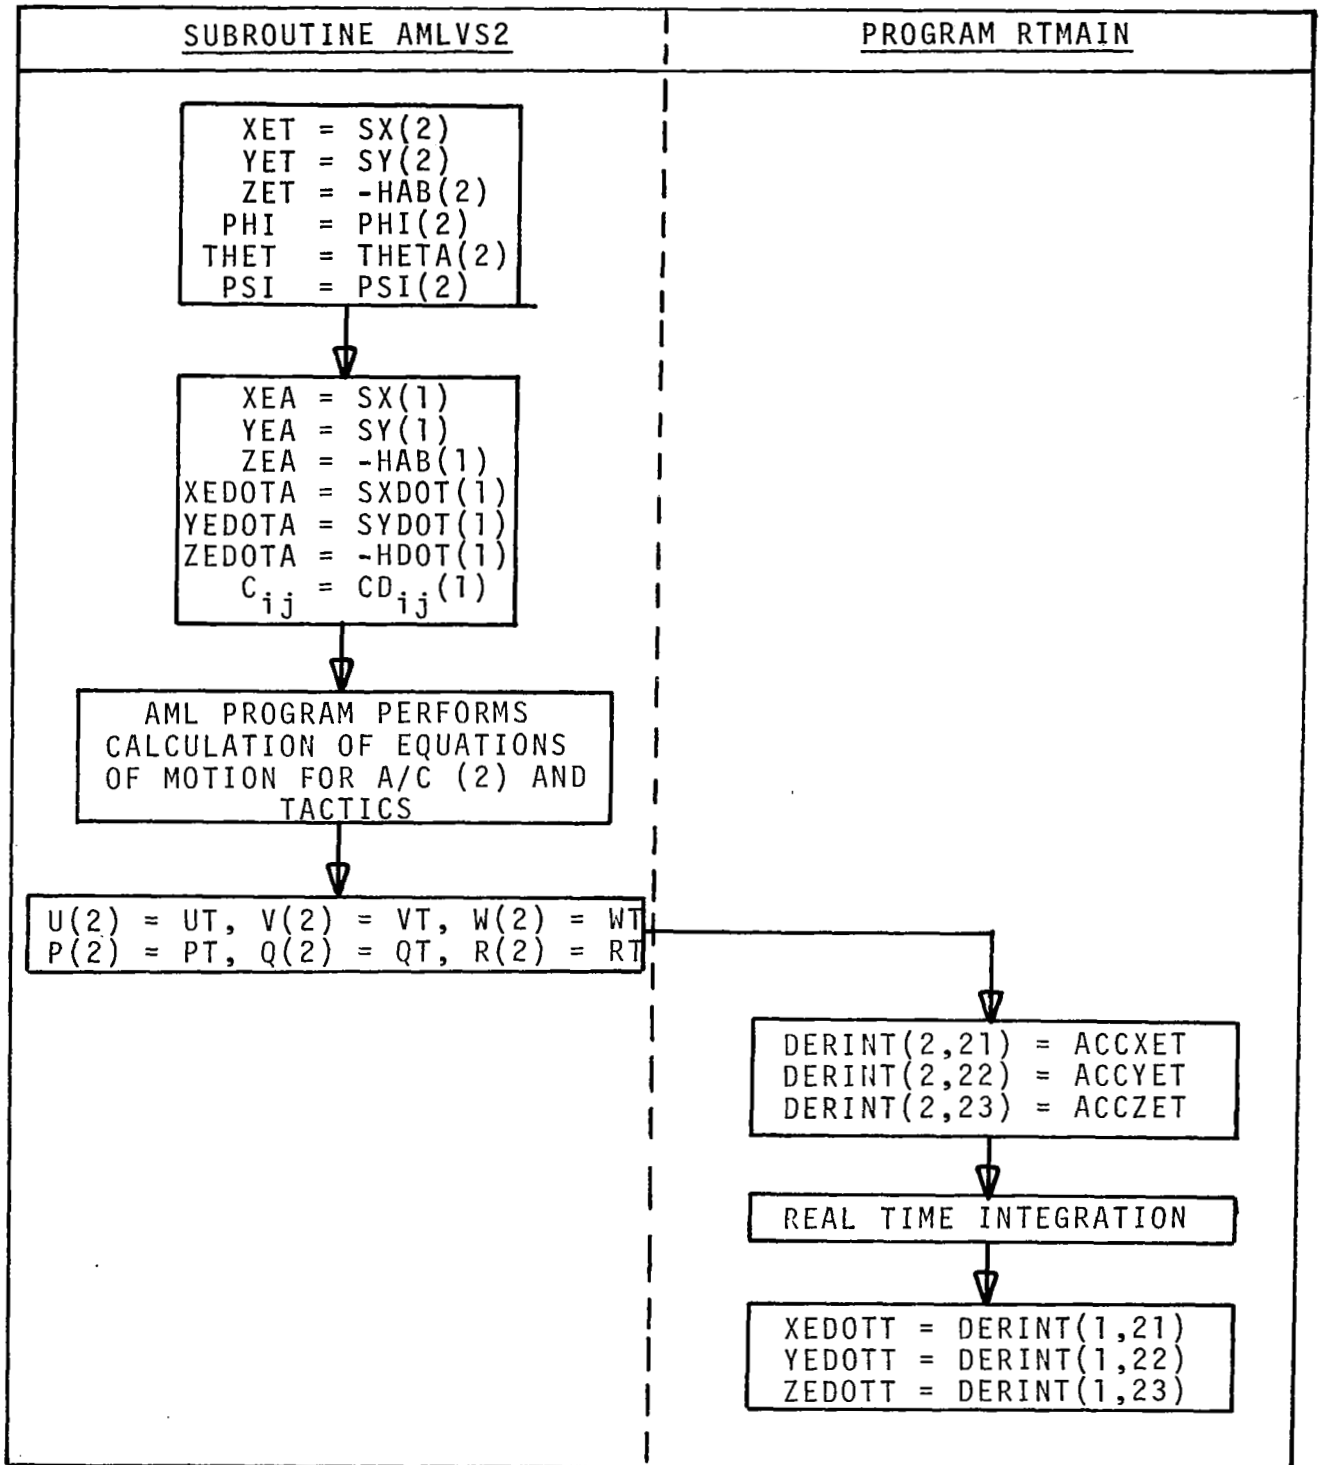 SUBROUTINE AMLVS2
PROGRAM RTMAIN
XET = SX(2)
YET = SY(2)
ZET = -HAB(2)
PHI = PHI(2)
THET = THETA(2)
PSI = PSI(2)
XEA = SX(1)
YEA = SY(1)
ZEA = -HAB(1)
XEDOTA = SXDOT(1)
YEDOTA = SYDOT(1)
ZEDOTA = -HDOT(1)
C_ij = CD_ij(1)
AML PROGRAM PERFORMS
CALCULATION OF EQUATIONS
OF MOTION FOR A/C (2) AND
TACTICS
U(2) = UT, V(2) = VT, W(2) = WT
P(2) = PT, Q(2) = QT, R(2) = RT
DERINT(2,21) = ACCXET
DERINT(2,22) = ACCYET
DERINT(2,23) = ACCZET
REAL TIME INTEGRATION
XEDOTT = DERINT(1,21)
YEDOTT = DERINT(1,22)
ZEDOTT = DERINT(1,23)